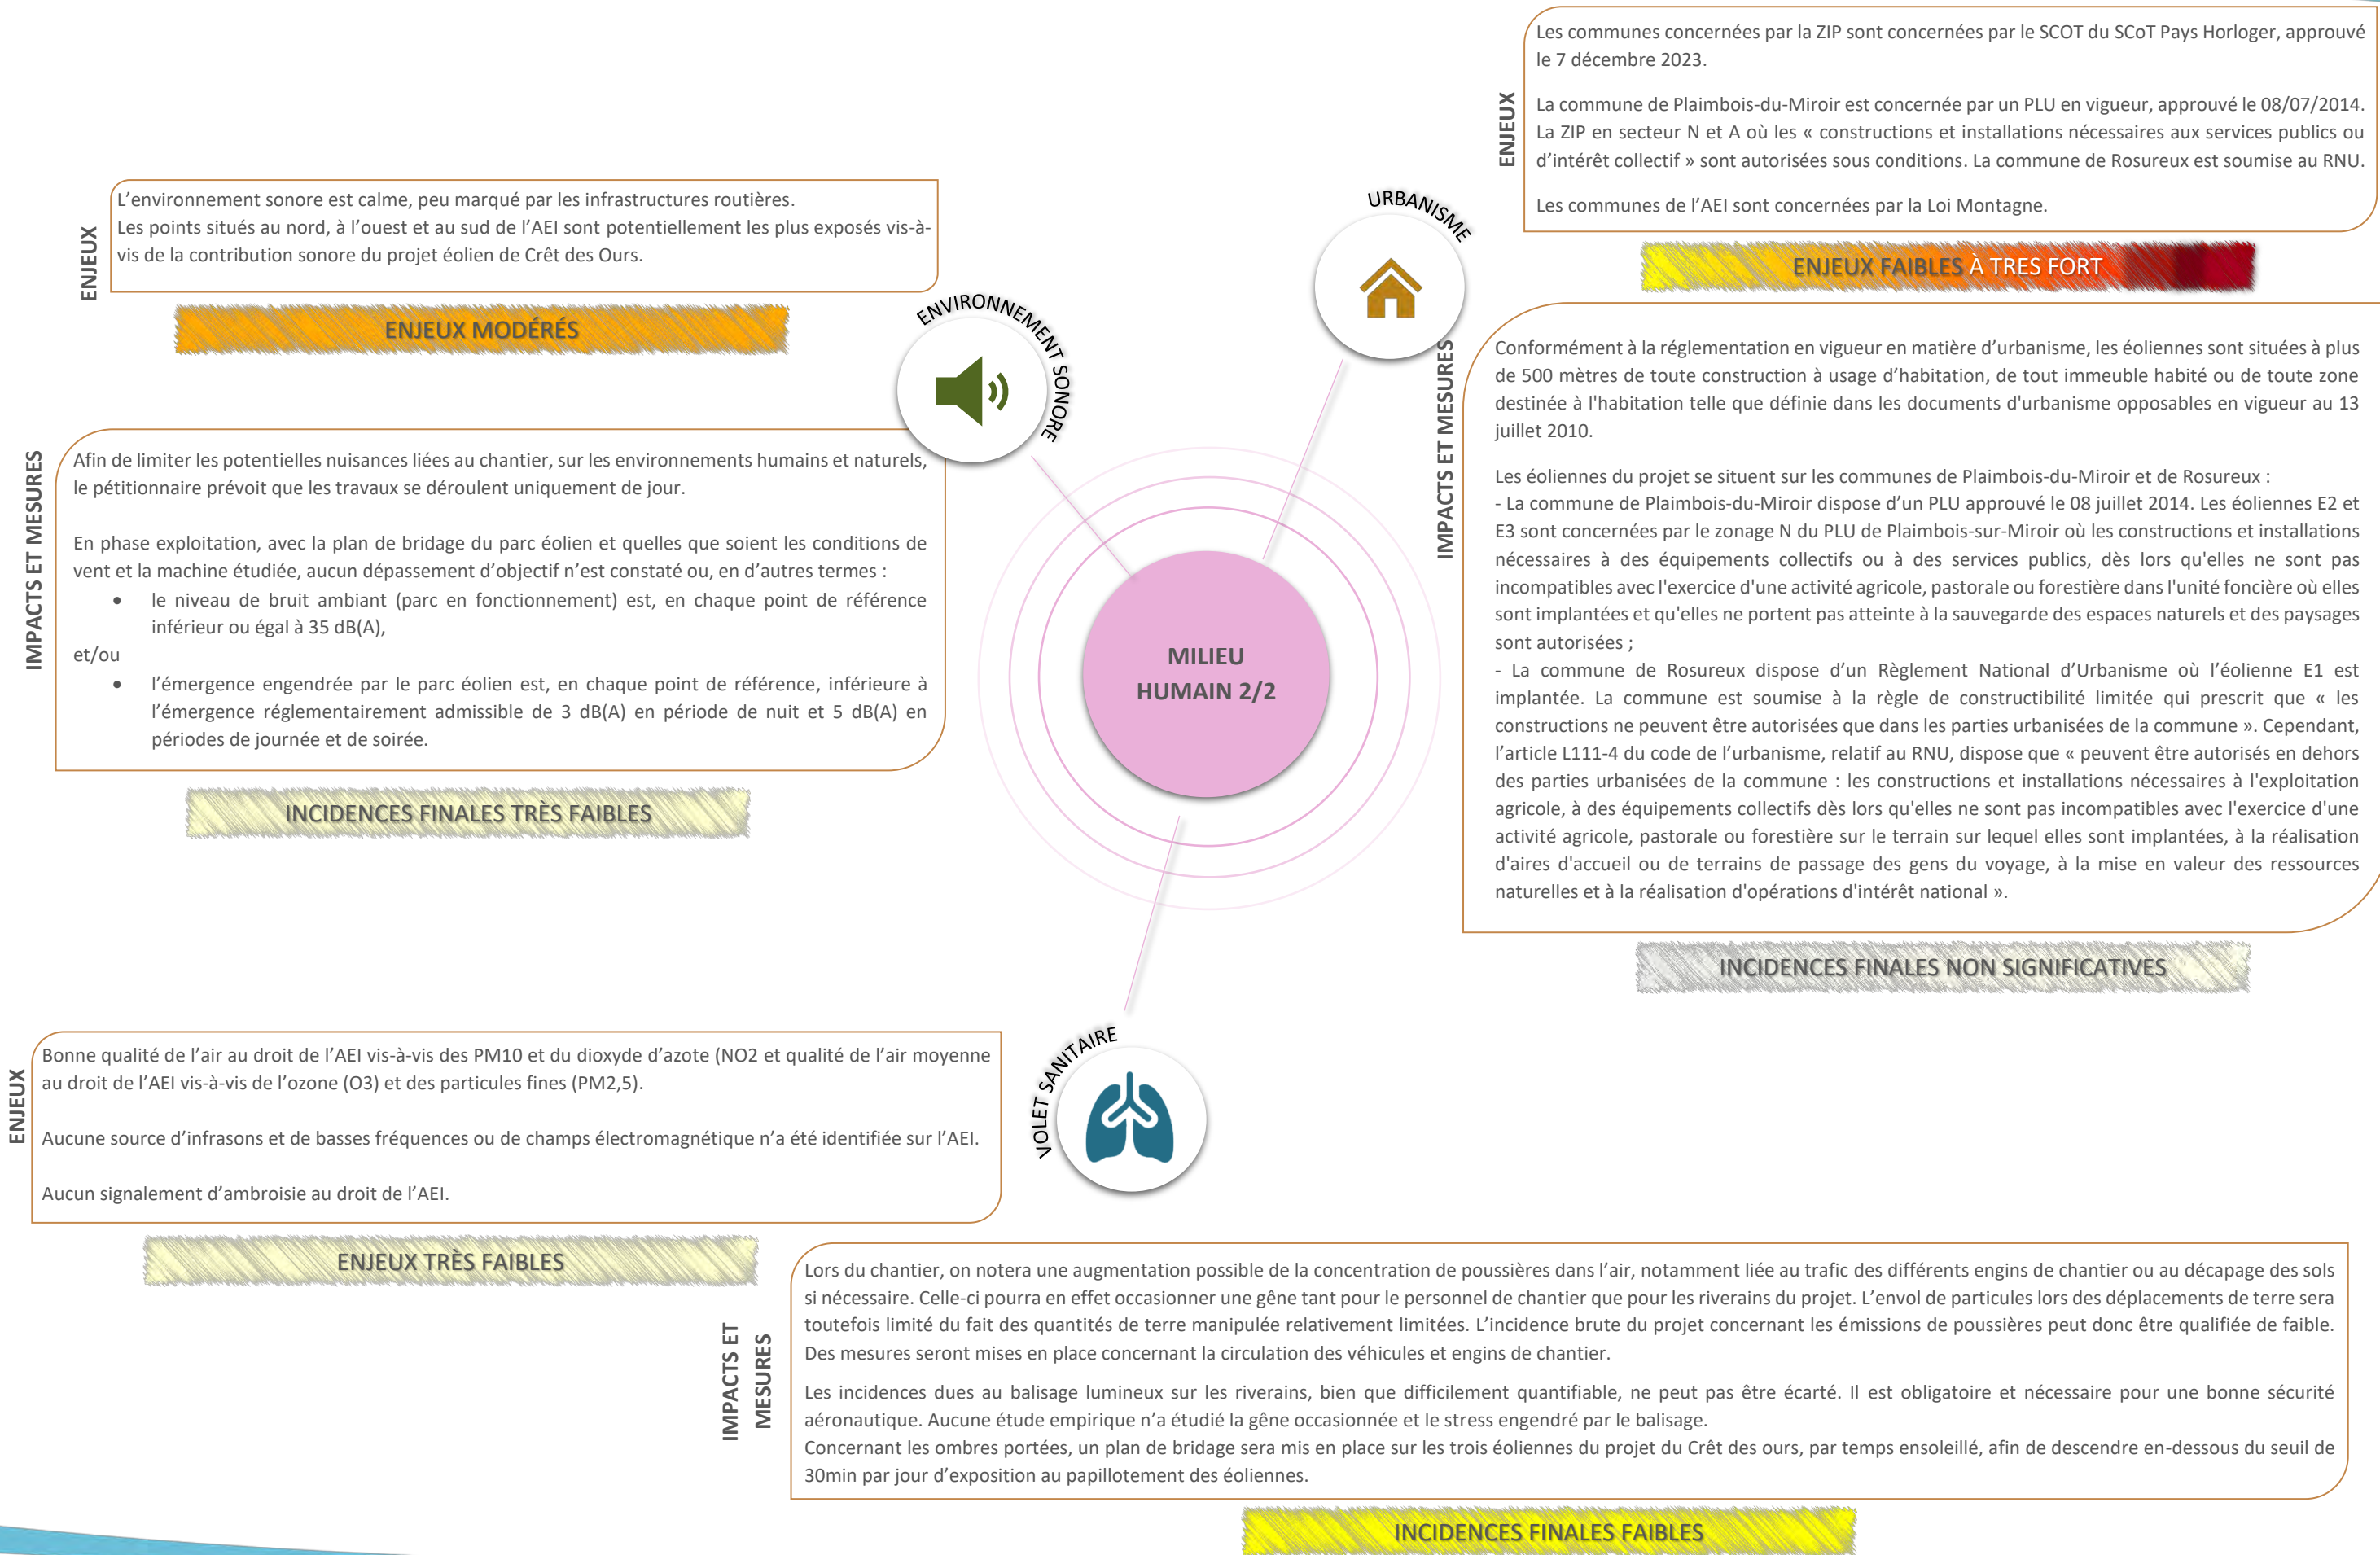 ENJEUX
L’environnement sonore est calme, peu marqué par les infrastructures routières.
Les points situés au nord, à l’ouest et au sud de l’AEI sont potentiellement les plus exposés vis-à-
vis de la contribution sonore du projet éolien de Crêt des Ours.
ENJEUX MODÉRÉS
ENVIRONNEMENT SONORE
IMPACTS ET MESURES
Afin de limiter les potentielles nuisances liées au chantier, sur les environnements humains et naturels,
le pétitionnaire prévoit que les travaux se déroulent uniquement de jour.
En phase exploitation, avec la plan de bridage du parc éolien et quelles que soient les conditions de
vent et la machine étudiée, aucun dépassement d’objectif n’est constaté ou, en d’autres termes :
• le niveau de bruit ambiant (parc en fonctionnement) est, en chaque point de référence
inférieur ou égal à 35 dB(A),
et/ou
• l’émergence engendrée par le parc éolien est, en chaque point de référence, inférieure à
l’émergence réglementairement admissible de 3 dB(A) en période de nuit et 5 dB(A) en
périodes de journée et de soirée.
INCIDENCES FINALES TRÈS FAIBLES
MILIEU
HUMAIN 2/2
URBANISME
ENJEUX
Les communes concernées par la ZIP sont concernées par le SCOT du SCoT Pays Horloger, approuvé
le 7 décembre 2023.
La commune de Plaimbois-du-Miroir est concernée par un PLU en vigueur, approuvé le 08/07/2014.
La ZIP en secteur N et A où les « constructions et installations nécessaires aux services publics ou
d’intérêt collectif » sont autorisées sous conditions. La commune de Rosureux est soumise au RNU.
Les communes de l’AEI sont concernées par la Loi Montagne.
ENJEUX FAIBLES À TRES FORT
IMPACTS ET MESURES
Conformément à la réglementation en vigueur en matière d’urbanisme, les éoliennes sont situées à plus
de 500 mètres de toute construction à usage d’habitation, de tout immeuble habité ou de toute zone
destinée à l'habitation telle que définie dans les documents d'urbanisme opposables en vigueur au 13
juillet 2010.
Les éoliennes du projet se situent sur les communes de Plaimbois-du-Miroir et de Rosureux :
- La commune de Plaimbois-du-Miroir dispose d’un PLU approuvé le 08 juillet 2014. Les éoliennes E2 et
E3 sont concernées par le zonage N du PLU de Plaimbois-sur-Miroir où les constructions et installations
nécessaires à des équipements collectifs ou à des services publics, dès lors qu'elles ne sont pas
incompatibles avec l'exercice d'une activité agricole, pastorale ou forestière dans l'unité foncière où elles
sont implantées et qu'elles ne portent pas atteinte à la sauvegarde des espaces naturels et des paysages
sont autorisées ;
- La commune de Rosureux dispose d’un Règlement National d’Urbanisme où l’éolienne E1 est
implantée. La commune est soumise à la règle de constructibilité limitée qui prescrit que « les
constructions ne peuvent être autorisées que dans les parties urbanisées de la commune ». Cependant,
l’article L111-4 du code de l’urbanisme, relatif au RNU, dispose que « peuvent être autorisés en dehors
des parties urbanisées de la commune : les constructions et installations nécessaires à l'exploitation
agricole, à des équipements collectifs dès lors qu'elles ne sont pas incompatibles avec l'exercice d'une
activité agricole, pastorale ou forestière sur le terrain sur lequel elles sont implantées, à la réalisation
d'aires d'accueil ou de terrains de passage des gens du voyage, à la mise en valeur des ressources
naturelles et à la réalisation d'opérations d'intérêt national ».
INCIDENCES FINALES NON SIGNIFICATIVES
ENJEUX
Bonne qualité de l’air au droit de l’AEI vis-à-vis des PM10 et du dioxyde d’azote (NO2 et qualité de l’air moyenne
au droit de l’AEI vis-à-vis de l’ozone (O3) et des particules fines (PM2,5).
Aucune source d’infrasons et de basses fréquences ou de champs électromagnétique n’a été identifiée sur l’AEI.
Aucun signalement d’ambroisie au droit de l’AEI.
ENJEUX TRÈS FAIBLES
VOLET SANITAIRE
IMPACTS ET
MESURES
Lors du chantier, on notera une augmentation possible de la concentration de poussières dans l’air, notamment liée au trafic des différents engins de chantier ou au décapage des sols
si nécessaire. Celle-ci pourra en effet occasionner une gêne tant pour le personnel de chantier que pour les riverains du projet. L’envol de particules lors des déplacements de terre sera
toutefois limité du fait des quantités de terre manipulée relativement limitées. L’incidence brute du projet concernant les émissions de poussières peut donc être qualifiée de faible.
Des mesures seront mises en place concernant la circulation des véhicules et engins de chantier.
Les incidences dues au balisage lumineux sur les riverains, bien que difficilement quantifiable, ne peut pas être écarté. Il est obligatoire et nécessaire pour une bonne sécurité
aéronautique. Aucune étude empirique n’a étudié la gêne occasionnée et le stress engendré par le balisage.
Concernant les ombres portées, un plan de bridage sera mis en place sur les trois éoliennes du projet du Crêt des ours, par temps ensoleillé, afin de descendre en-dessous du seuil de
30min par jour d’exposition au papillotement des éoliennes.
INCIDENCES FINALES FAIBLES